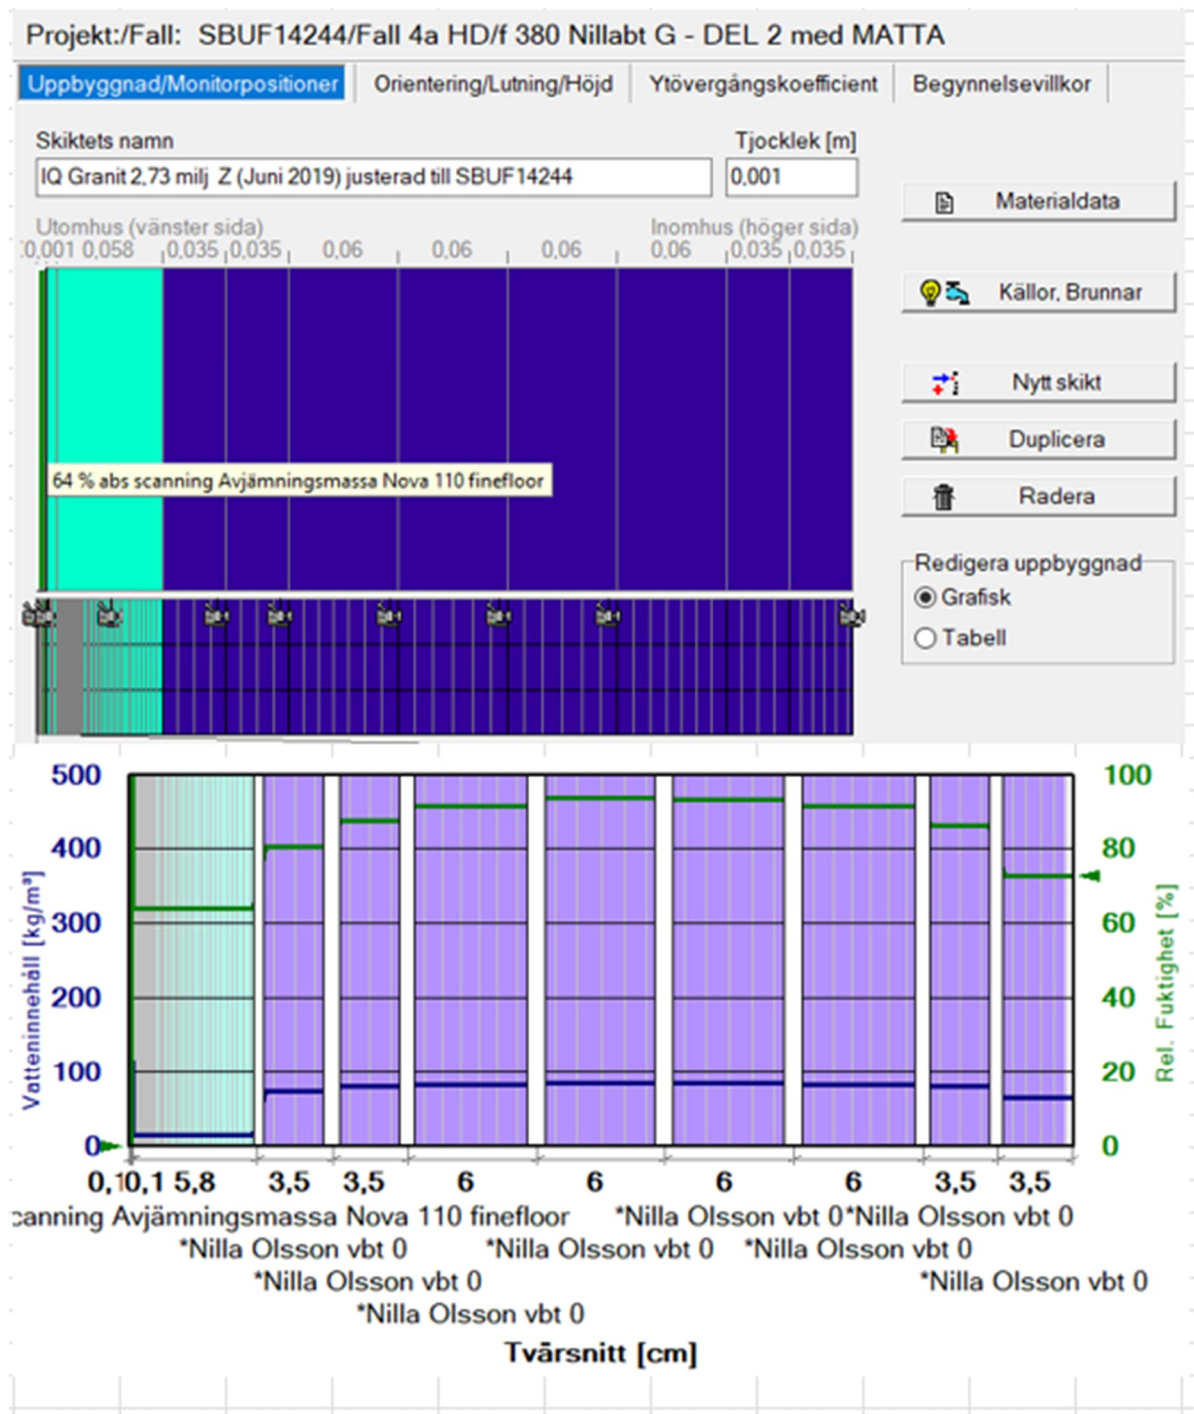 Projekt:/Fall: SBUF14244/Fall 4a HD/f 380 Nillabt G - DEL 2 med MATTA
Uppbyggnad/Monitorpositioner Orientering/Lutning/Höjd Ytövergångskoefficient Begynnelsevillkor
Skiktets namn Tjocklek [m]
IQ Granit 2,73 milj Z (Juni 2019) justerad till SBUF14244 0,001
Materialdata
Utomhus (vänster sida) Inomhus (höger sida)
0,001 0,058 0,035 0,035 0,06 0,06 0,06 0,06 0,035 0,035
Källor, Brunnar
Nytt skikt
Duplicera
64 % abs scanning Avjämningsmassa Nova 110 finefloor
Radera
Redigera uppbyggnad
Grafisk
Tabell
500 100
400 80
300 60
200 40
100 20
0 0
Vatteninnehåll [kg/m³]
Rel. Fuktighet [%]
0,10,1 5,8 3,5 3,5 6 6 6 6 3,5 3,5
canning Avjämningsmassa Nova 110 finefloor *Nilla Olsson vbt 0*Nilla Olsson vbt 0
*Nilla Olsson vbt 0 *Nilla Olsson vbt 0 *Nilla Olsson vbt 0
*Nilla Olsson vbt 0 *Nilla Olsson vbt 0
*Nilla Olsson vbt 0
Tvärsnitt [cm]